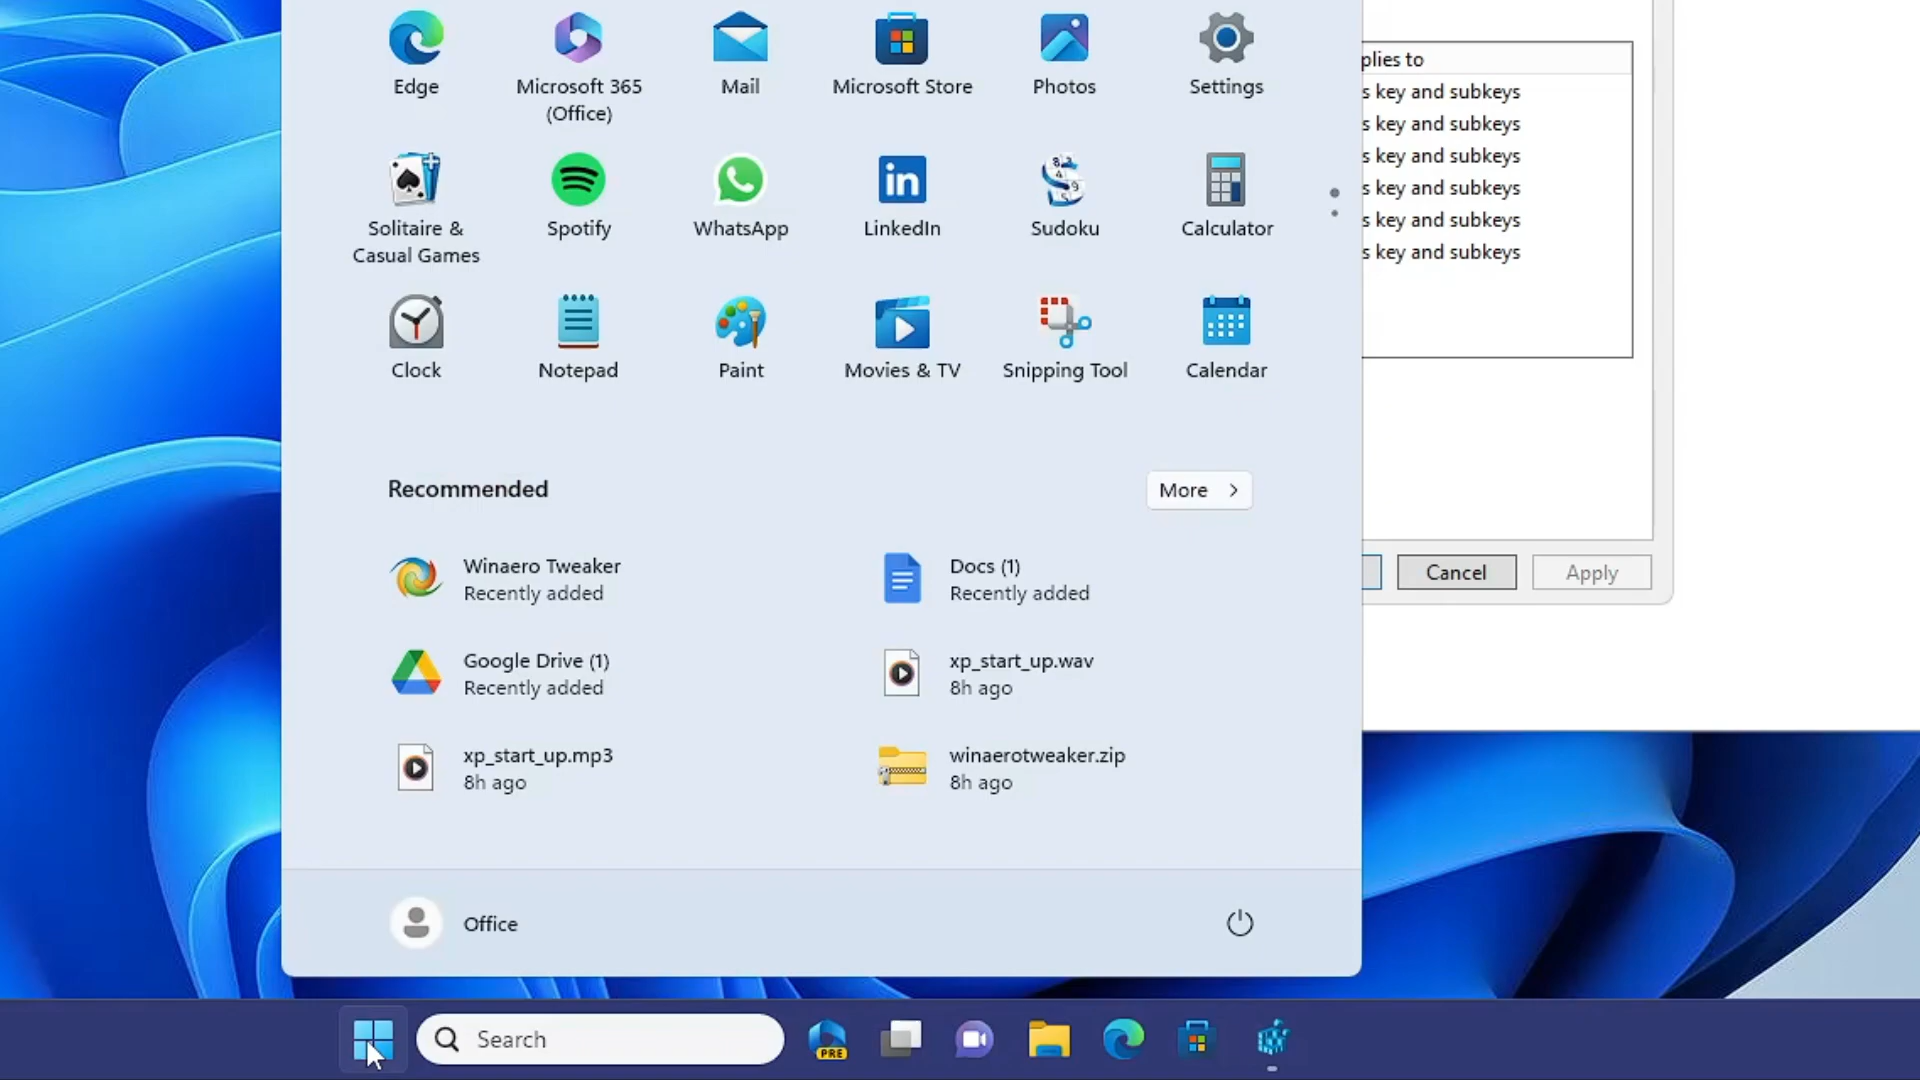 Edge
Microsoft 365
(Office)
Mail
Microsoft Store
Photos
Settings
Solitaire &
Casual Games
Spotify
WhatsApp
LinkedIn
Sudoku
Calculator
Clock
Notepad
Paint
Movies & TV
Snipping Tool
Calendar
Recommended
More
Winaero Tweaker
Recently added
Docs (1)
Recently added
Google Drive (1)
Recently added
xp_start_up.wav
8h ago
xp_start_up.mp3
8h ago
winaerotweaker.zip
8h ago
Office
plies to
s key and subkeys
s key and subkeys
s key and subkeys
s key and subkeys
s key and subkeys
s key and subkeys
Cancel
Apply
Search
PRE